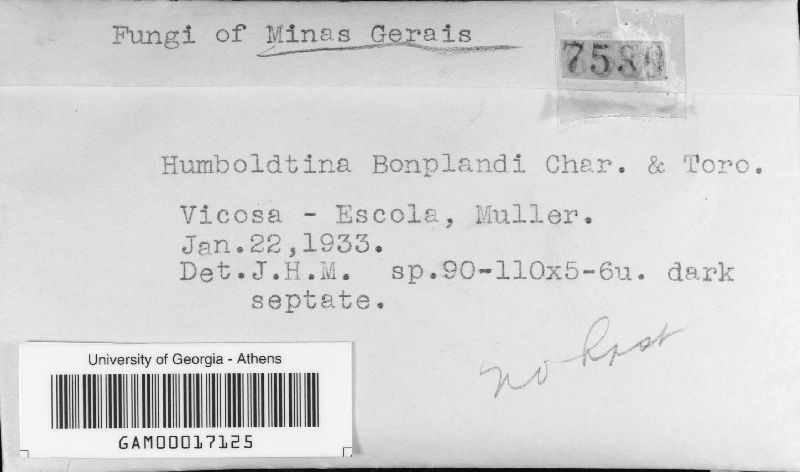 Fungi of Minas Gerais
7580
Humboldtina Bonplandi Char. & Toro.
Vicosa - Escola, Muller.
Jan.22,1933.
Det.J.H.M. sp.90-110x5-6u. dark
septate.
no host
University of Georgia - Athens
GAM00017125